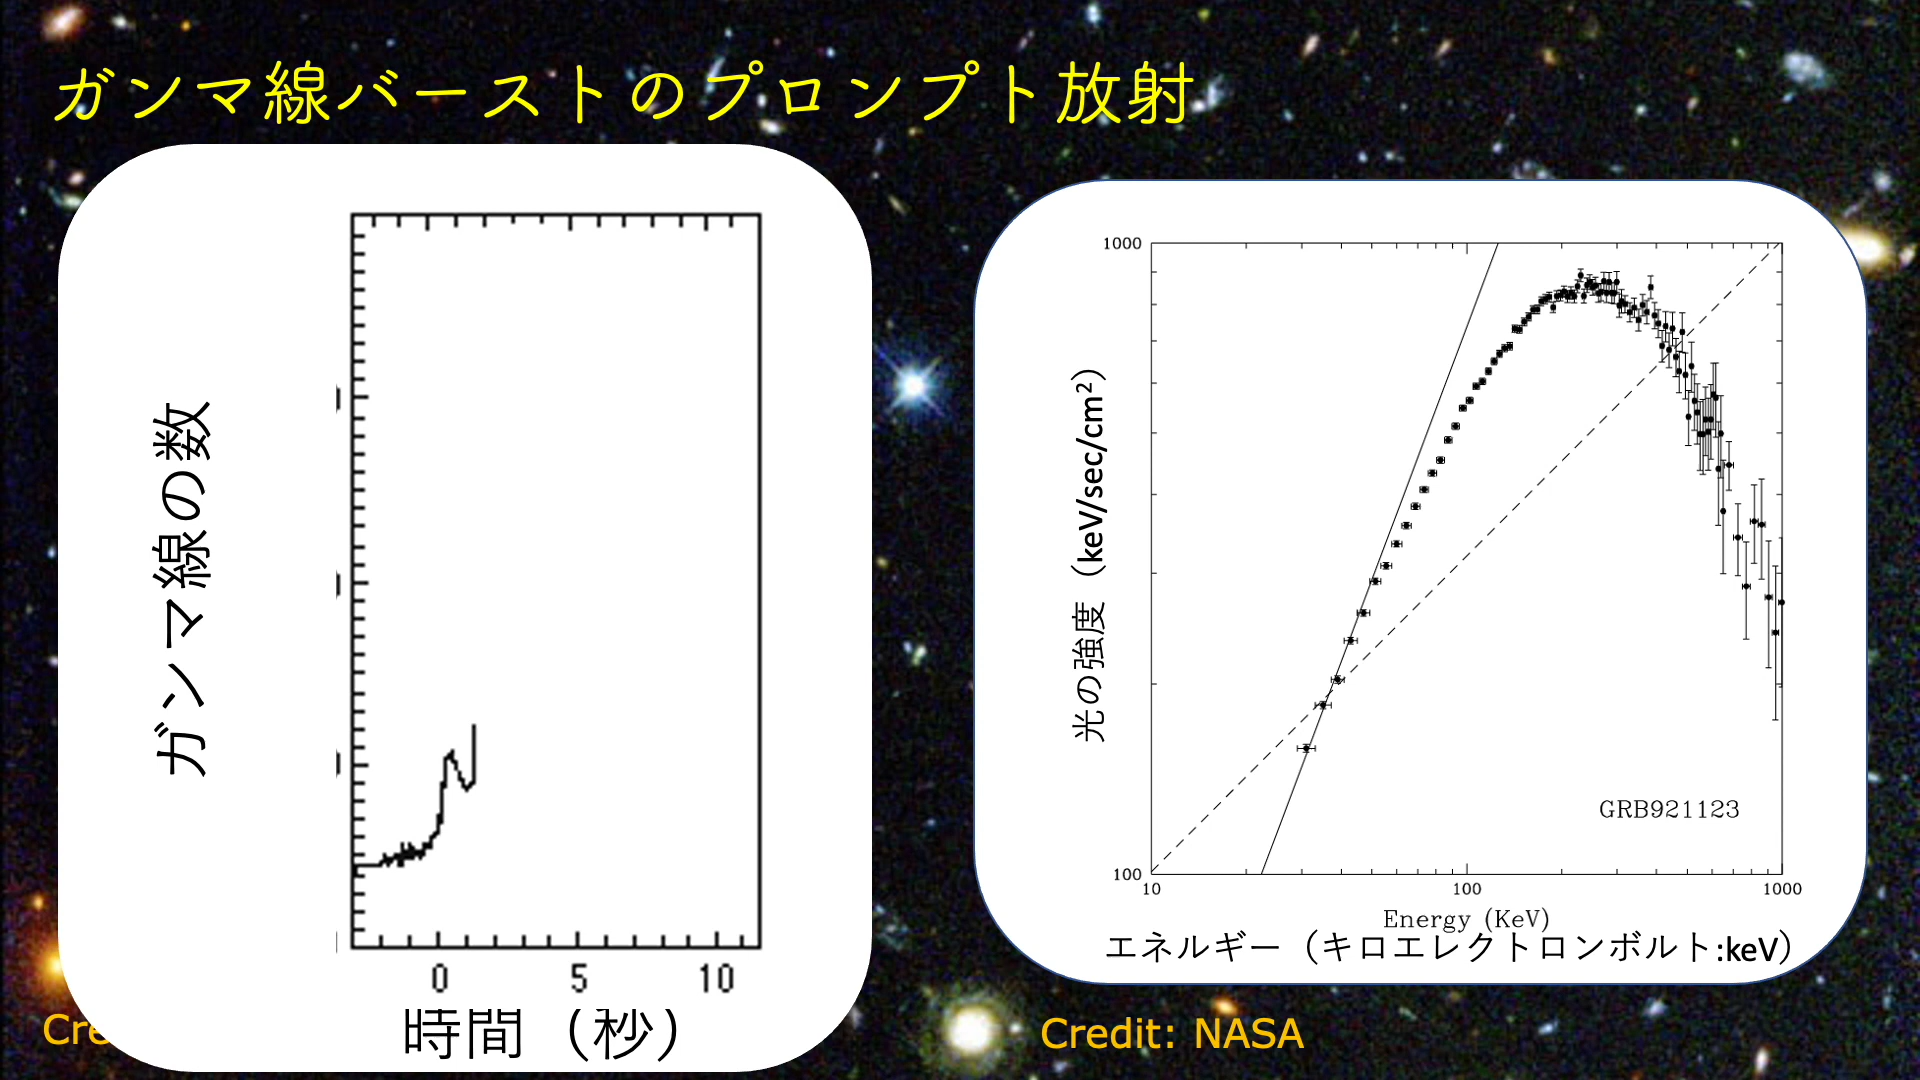 ガンマ線バーストのプロンプト放射
ガンマ線の数
0 5 10
時間（秒）
Cre
1000
光の強度（keV/sec/cm²）
GRB921123
100
10 100 1000
Energy (KeV)
エネルギー（キロエレクトロンボルト:keV）
Credit: NASA